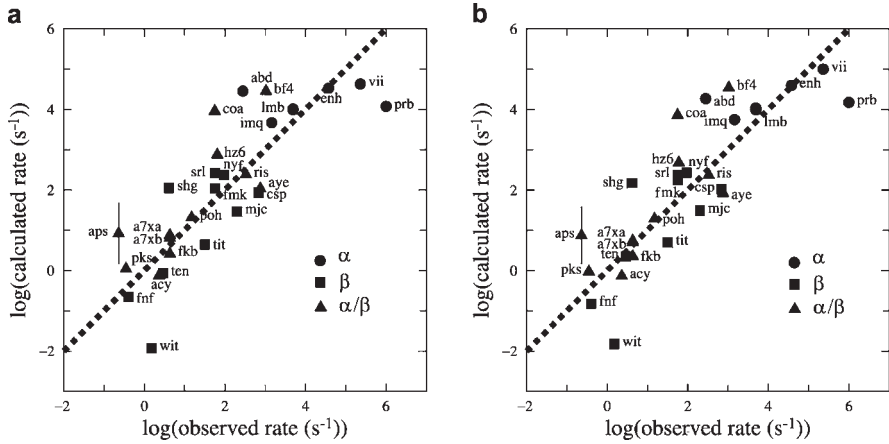 a
log(calculated rate (s⁻¹))
6
4
2
0
−2
abd
bf4
vii
enh
prb
coa
lmb
imq
hz6
nyf
srl
ris
shg
aye
fmk
csp
mjc
poh
aps
a7xa
a7xb
tit
fkb
pks
ten
acy
fnf
wit
α
β
α/β
−2
0
2
4
6
log(observed rate (s⁻¹))
b
log(calculated rate (s⁻¹))
6
4
2
0
−2
vii
bf4
enh
abd
prb
coa
lmb
imq
hz6
nyf
srl
ris
shg
fmk
csp
aye
mjc
poh
aps
a7xa
a7xb
tit
ten
fkb
pks
acy
fnf
wit
α
β
α/β
−2
0
2
4
6
log(observed rate (s⁻¹))